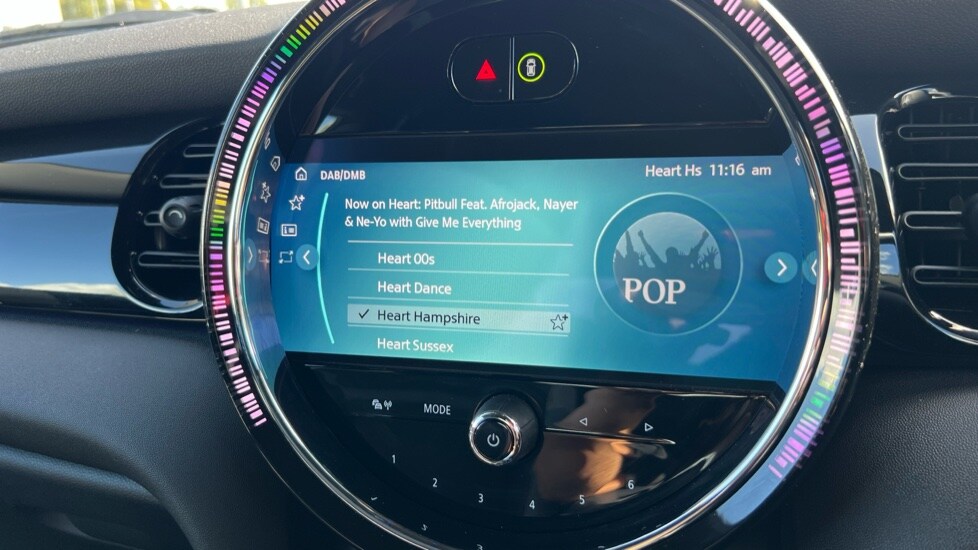 DAB/DMB
Heart Hs 11:16 am
Now on Heart: Pitbull Feat. Afrojack, Nayer
& Ne-Yo with Give Me Everything
Heart 00s
Heart Dance
Heart Hampshire
Heart Sussex
POP
MODE
1 2 3 4 5 6